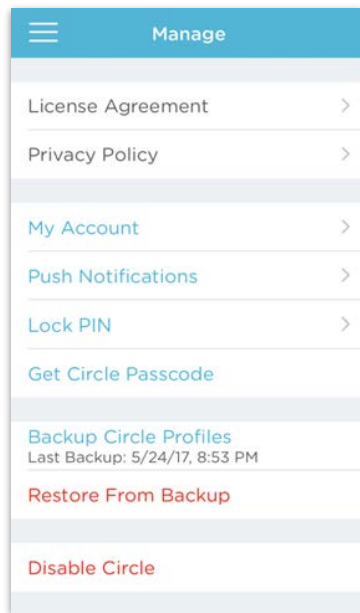 Manage
License Agreement
Privacy Policy
My Account
Push Notifications
Lock PIN
Get Circle Passcode
Backup Circle Profiles
Last Backup: 5/24/17, 8:53 PM
Restore From Backup
Disable Circle